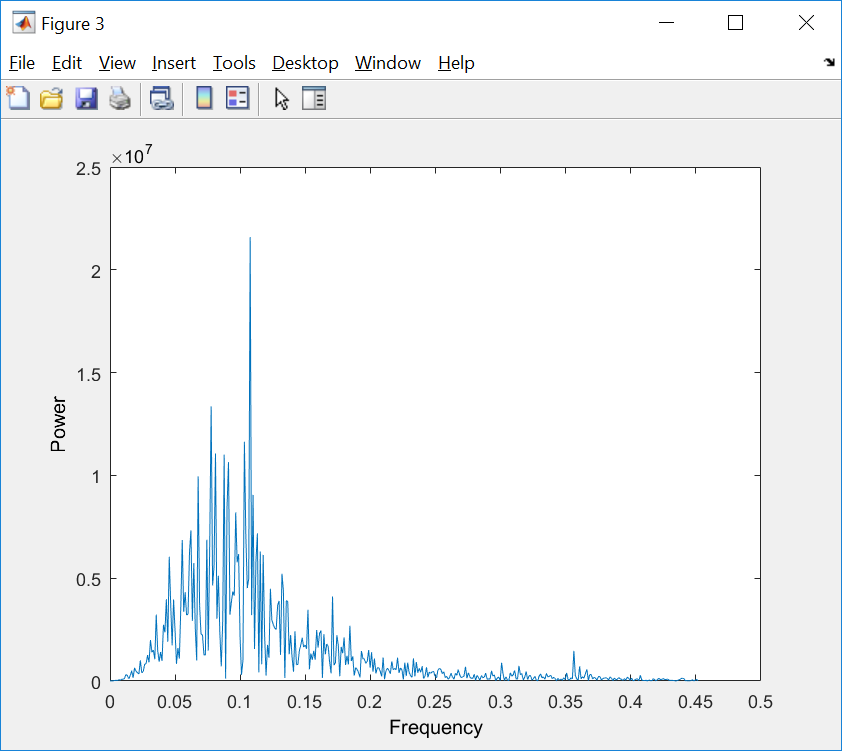 Figure 3
File Edit View Insert Tools Desktop Window Help
×10^7
2.5
2
1.5
1
0.5
0
Power
0 0.05 0.1 0.15 0.2 0.25 0.3 0.35 0.4 0.45 0.5
Frequency